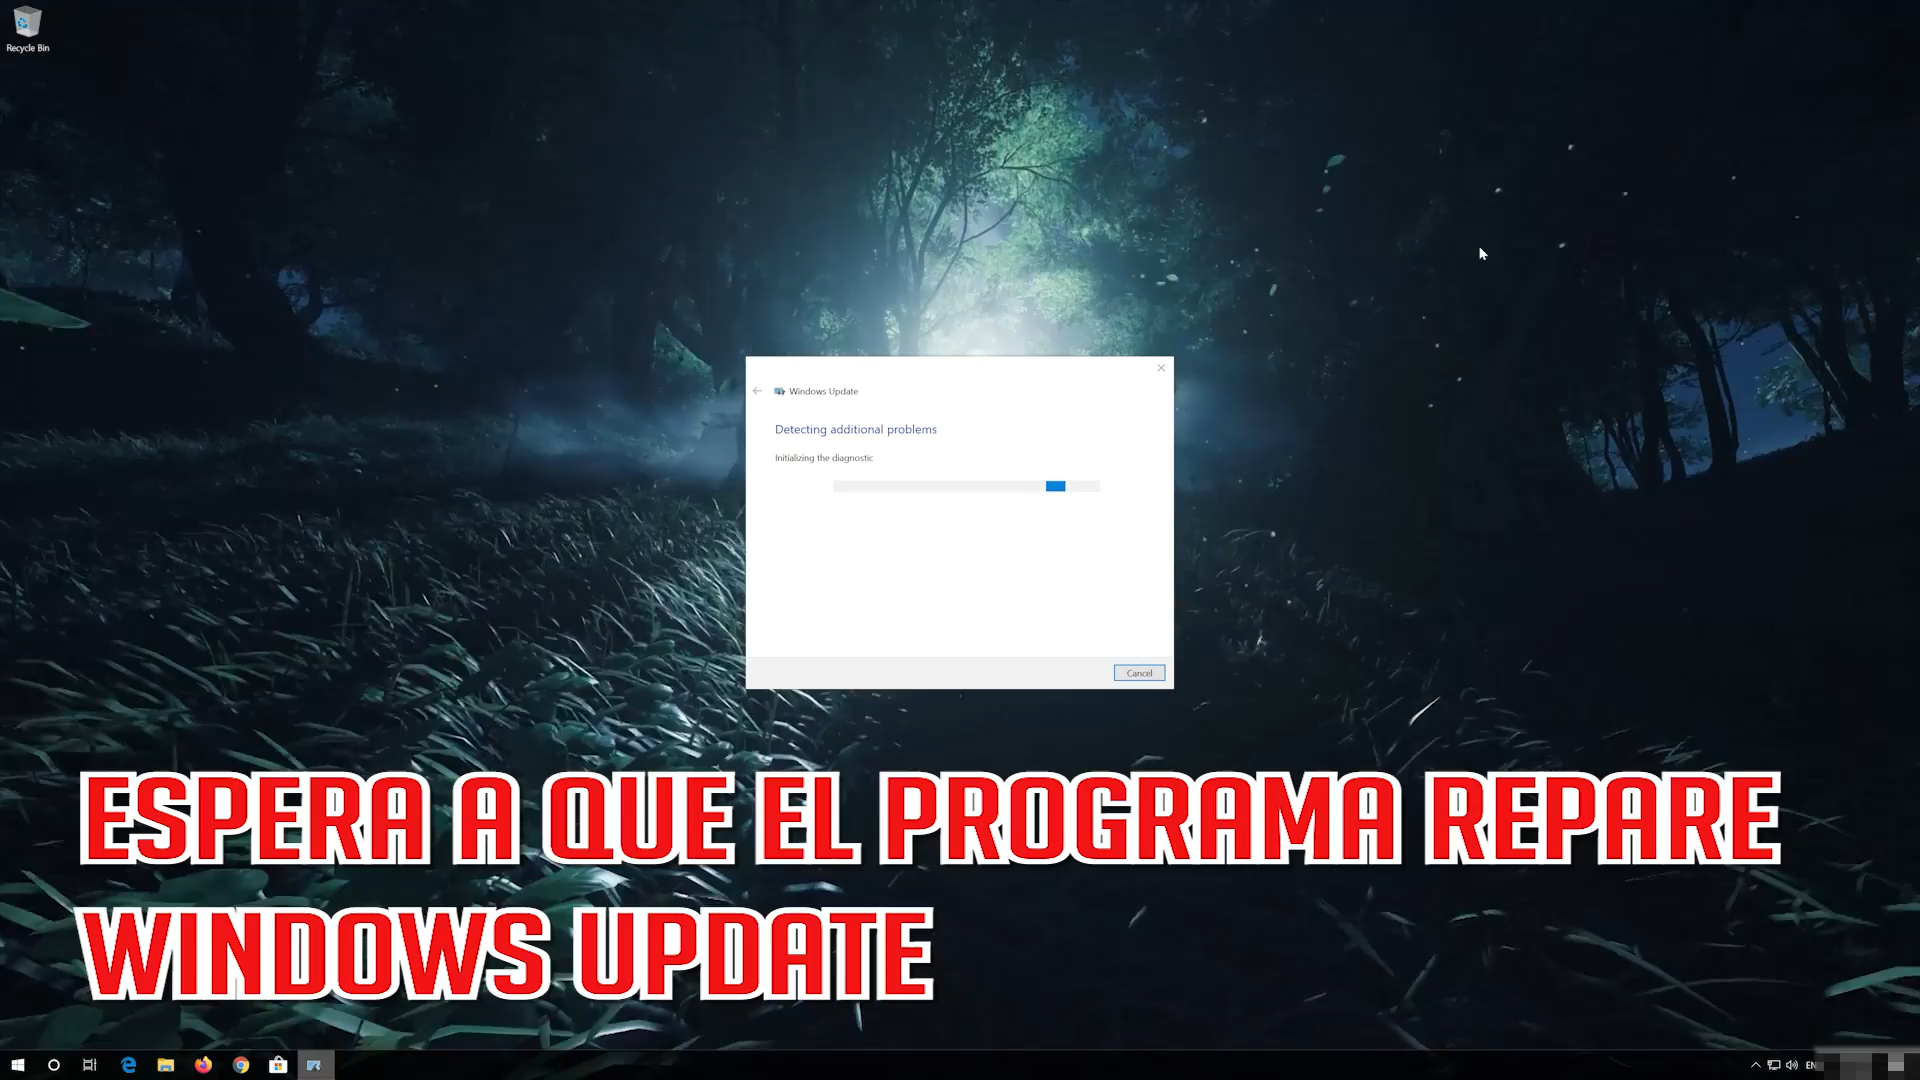 Recycle Bin
Windows Update
Detecting additional problems
Initializing the diagnostic
Cancel
ESPERA A QUE EL PROGRAMA REPARE
WINDOWS UPDATE
EN